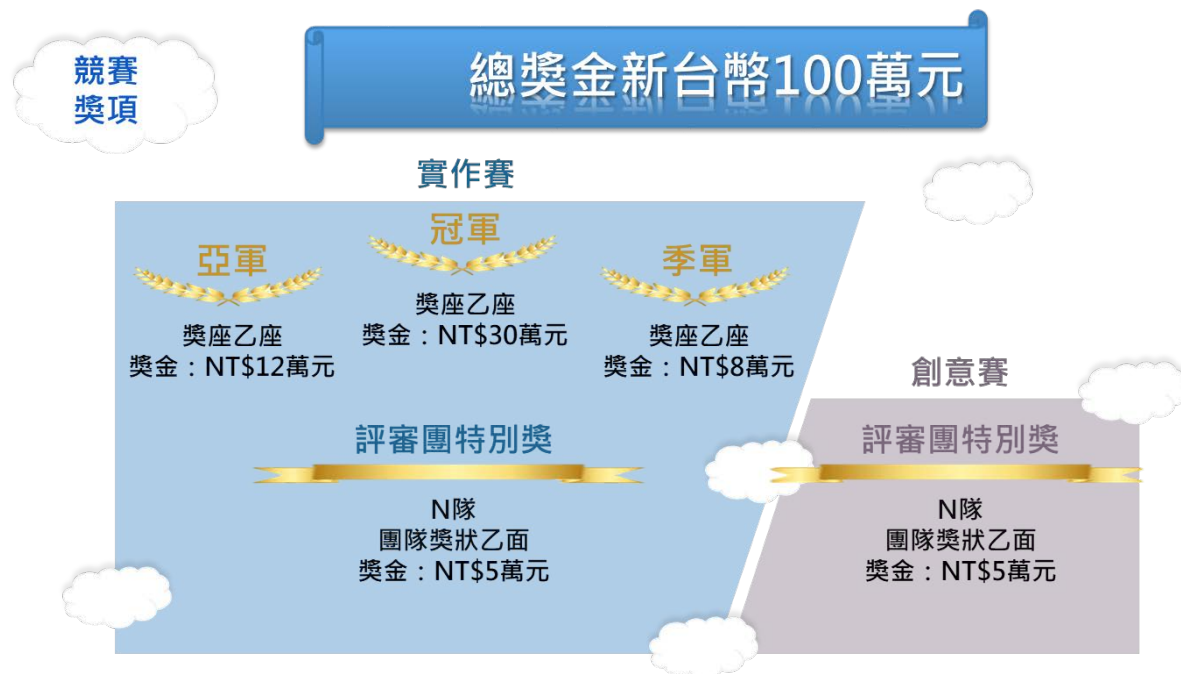 競賽
獎項
總獎金新台幣100萬元
實作賽
冠軍
獎座乙座
獎金：NT$30萬元
亞軍
獎座乙座
獎金：NT$12萬元
季軍
獎座乙座
獎金：NT$8萬元
評審團特別獎
N隊
團隊獎狀乙面
獎金：NT$5萬元
創意賽
評審團特別獎
N隊
團隊獎狀乙面
獎金：NT$5萬元